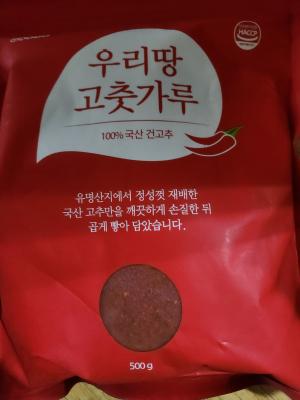 우리땅
고춧가루
100% 국산 건고추
HACCP
유명산지에서 정성껏 재배한
국산 고추만을 깨끗하게 손질한 뒤
곱게 빻아 담았습니다.
500 g